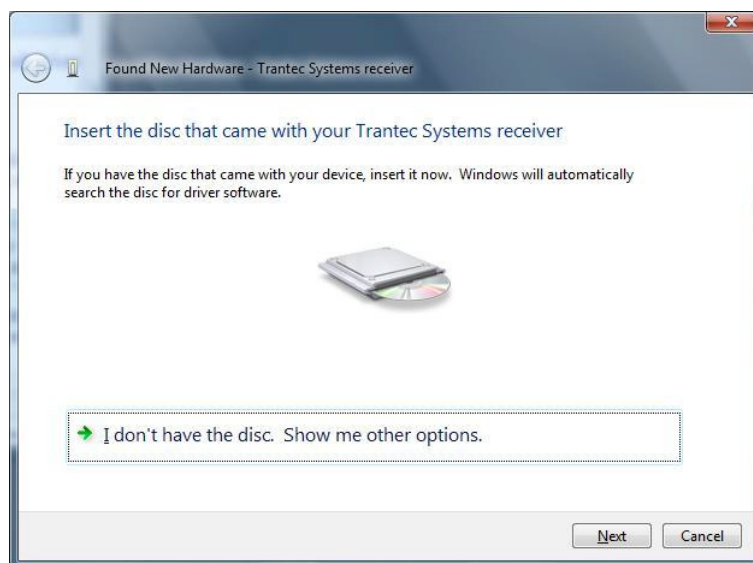 Found New Hardware - Trantec Systems receiver
Insert the disc that came with your Trantec Systems receiver
If you have the disc that came with your device, insert it now.  Windows will automatically
search the disc for driver software.
I don't have the disc.  Show me other options.
Next
Cancel